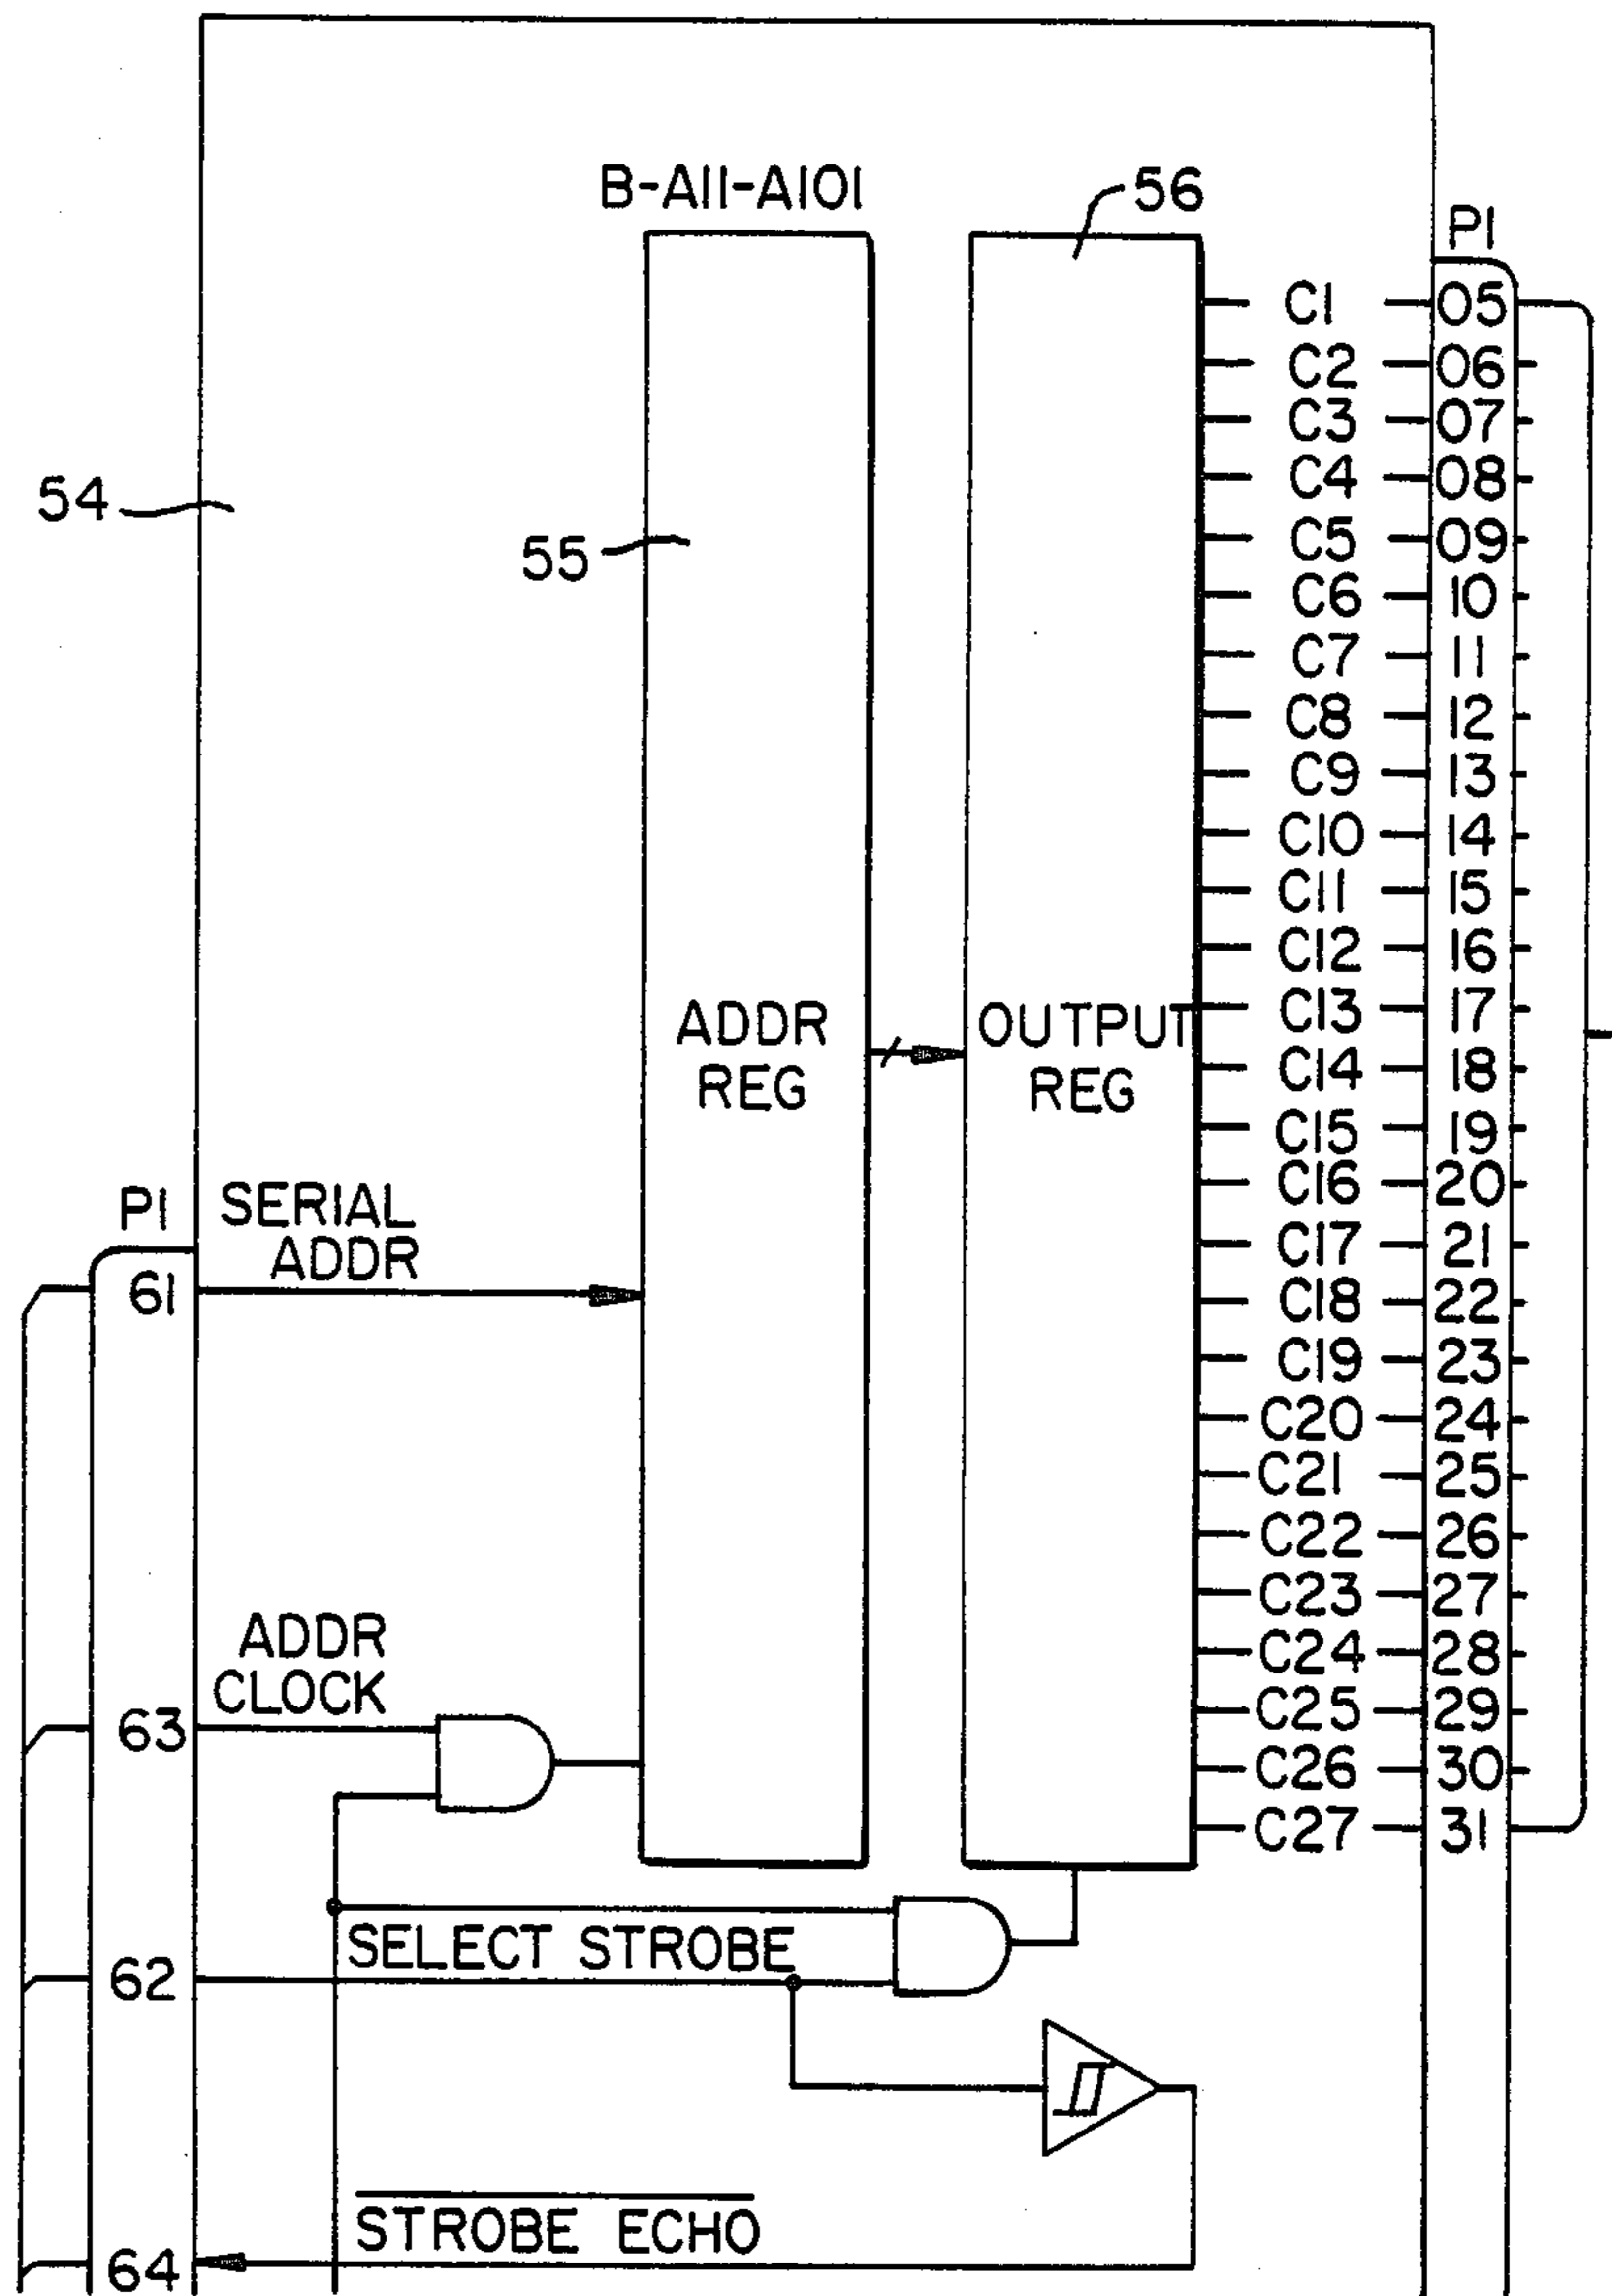 B-A11-A101
56
P1
C1 05
C2 06
C3 07
C4 08
54
C5 09
55
C6 10
C7 11
C8 12
C9 13
C10 14
C11 15
C12 16
C13 17
ADDR
REG
OUTPUT
REG
C14 18
C15 19
C16 20
P1
SERIAL
ADDR
61
C17 21
C18 22
C19 23
C20 24
C21 25
C22 26
C23 27
ADDR
CLOCK
63
C24 28
C25 29
C26 30
C27 31
SELECT STROBE
62
STROBE ECHO
64